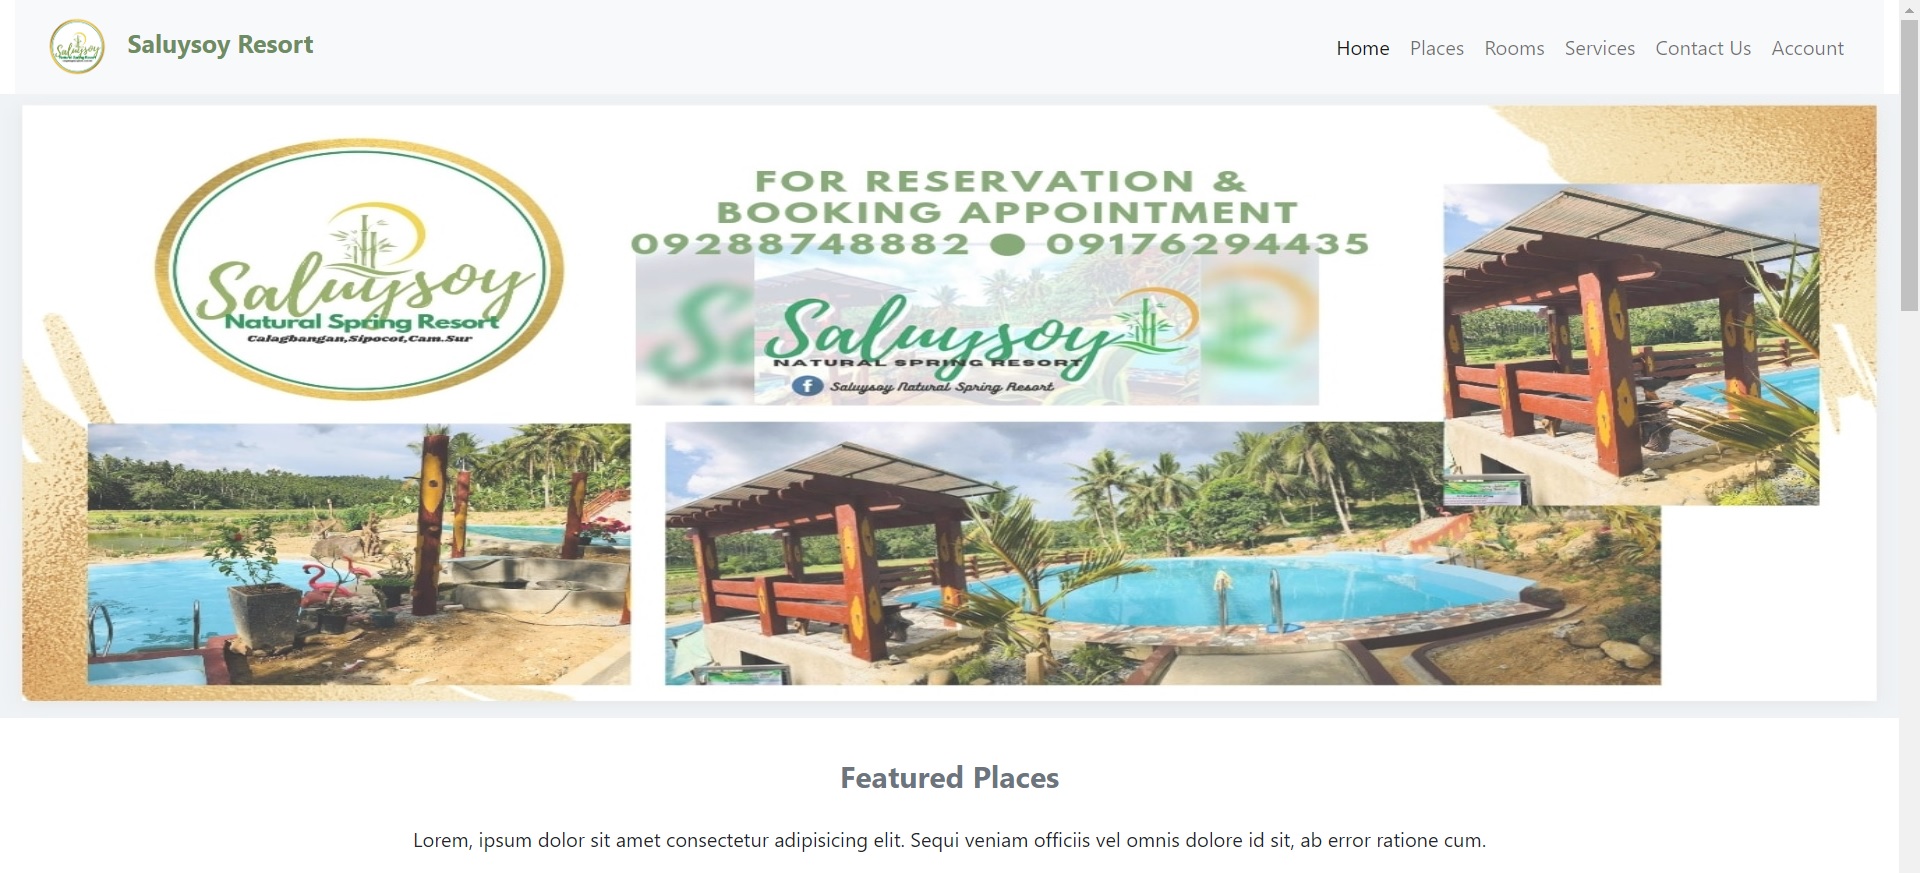 Saluysoy Resort
Home Places Rooms Services Contact Us Account
FOR RESERVATION &
BOOKING APPOINTMENT
09288748882 ● 09176294435
Saluysoy
Natural Spring Resort
Calagbangan,Sipocot,Cam.Sur
Saluysoy
NATURAL SPRING RESORT
Saluysoy Natural Spring Resort
Featured Places
Lorem, ipsum dolor sit amet consectetur adipisicing elit. Sequi veniam officiis vel omnis dolore id sit, ab error ratione cum.